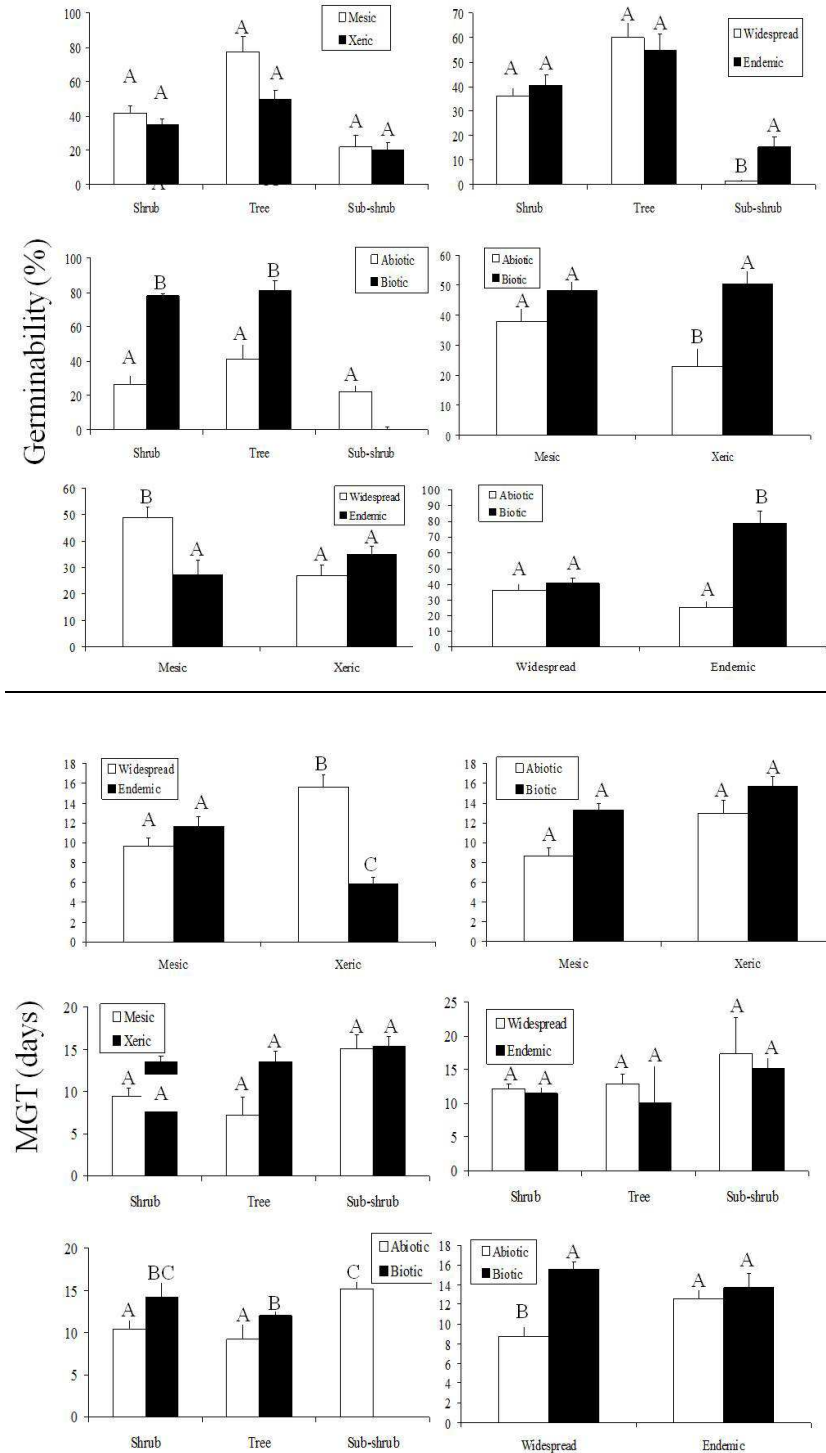 Germinability (%)
100
80
60
40
20
0
A A A A A A
Mesic
Xeric
Shrub Tree Sub-shrub
70
60
50
40
30
20
10
0
A A A A B A
Widespread
Endemic
Shrub Tree Sub-shrub
100
80
60
40
20
0
A B A B A
Abiotic
Biotic
Shrub Tree Sub-shrub
60
50
40
30
20
10
0
Abiotic
Biotic
A A B A
Mesic Xeric
60
50
40
30
20
10
0
B A A A
Widespread
Endemic
Mesic Xeric
100
90
80
70
60
50
40
30
20
10
0
Abiotic
Biotic
A A A B
Widespread Endemic
MGT (days)
18
16
14
12
10
8
6
4
2
0
Widespread
Endemic
A A B C
Mesic Xeric
18
16
14
12
10
8
6
4
2
0
Abiotic
Biotic
A A A A
Mesic Xeric
20
15
10
5
0
Mesic
Xeric
A A A A A A
Shrub Tree Sub-shrub
25
20
15
10
5
0
Widespread
Endemic
A A A A A A
Shrub Tree Sub-shrub
20
15
10
5
0
A BC A B C
Abiotic
Biotic
Shrub Tree Sub-shrub
18
16
14
12
10
8
6
4
2
0
Abiotic
Biotic
B A A A
Widespread Endemic